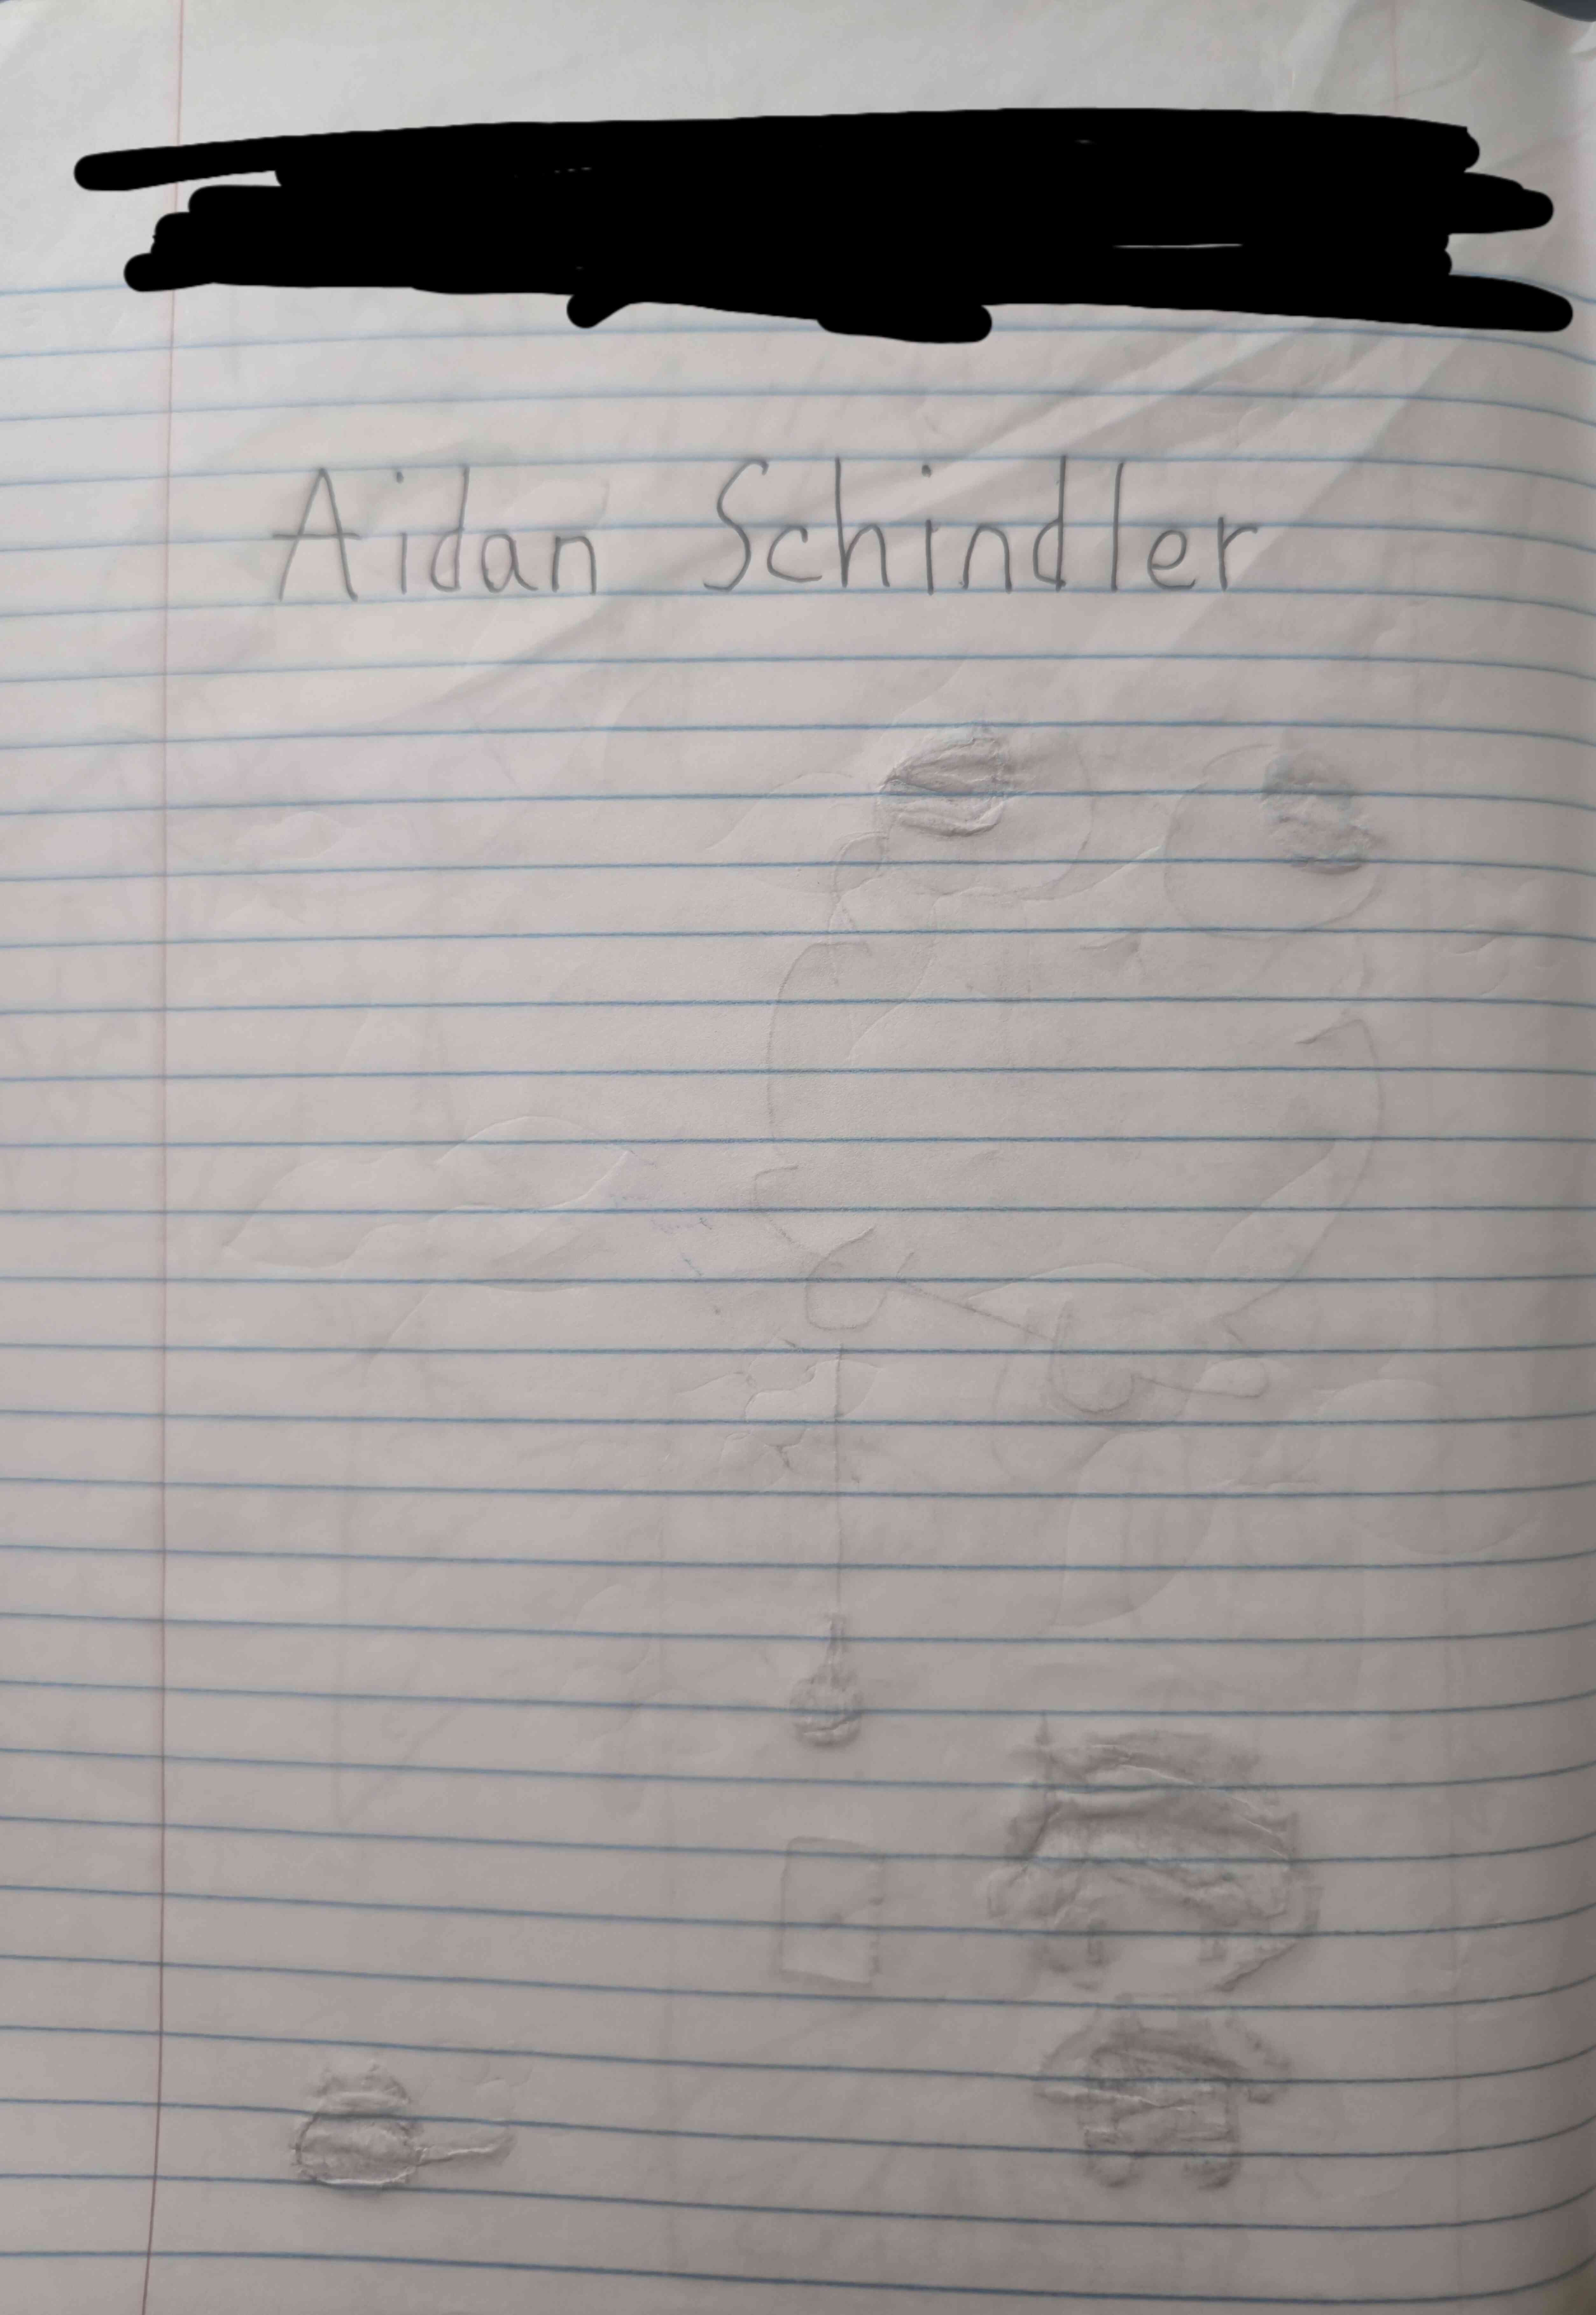 Aidan Schindler